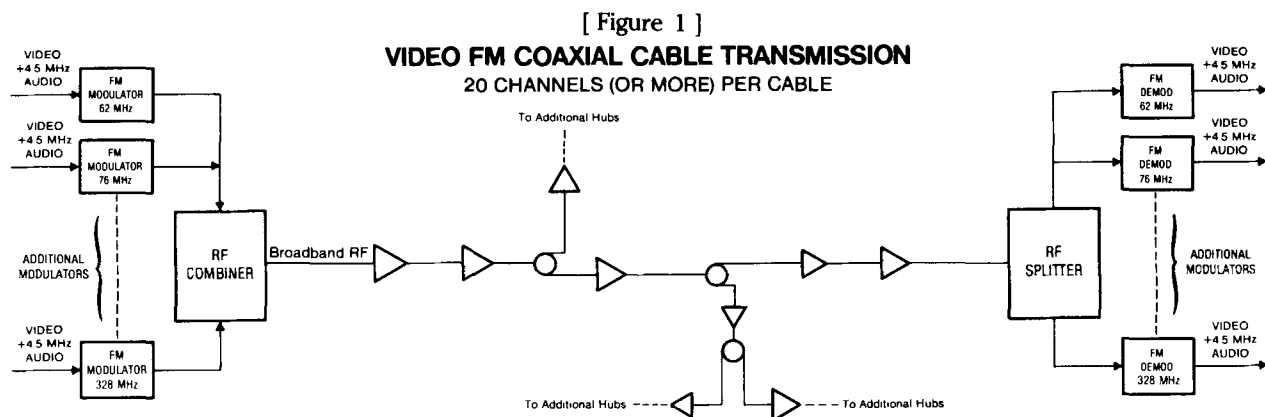 [ Figure 1 ]
VIDEO FM COAXIAL CABLE TRANSMISSION
20 CHANNELS (OR MORE) PER CABLE
VIDEO
+4 5 MHz
AUDIO
FM
MODULATOR
62 MHz
VIDEO
+4 5 MHz
AUDIO
FM
MODULATOR
76 MHz
ADDITIONAL
MODULATORS
VIDEO
+4 5 MHz
AUDIO
FM
MODULATOR
328 MHz
RF
COMBINER
Broadband RF
To Additional Hubs
To Additional Hubs
To Additional Hubs
RF
SPLITTER
FM
DEMOD
62 MHz
VIDEO
+4 5 MHz
AUDIO
FM
DEMOD
76 MHz
VIDEO
+4 5 MHz
AUDIO
ADDITIONAL
MODULATORS
FM
OEMOD
328 MHz
VIDEO
+4 5 MHz
AUDIO